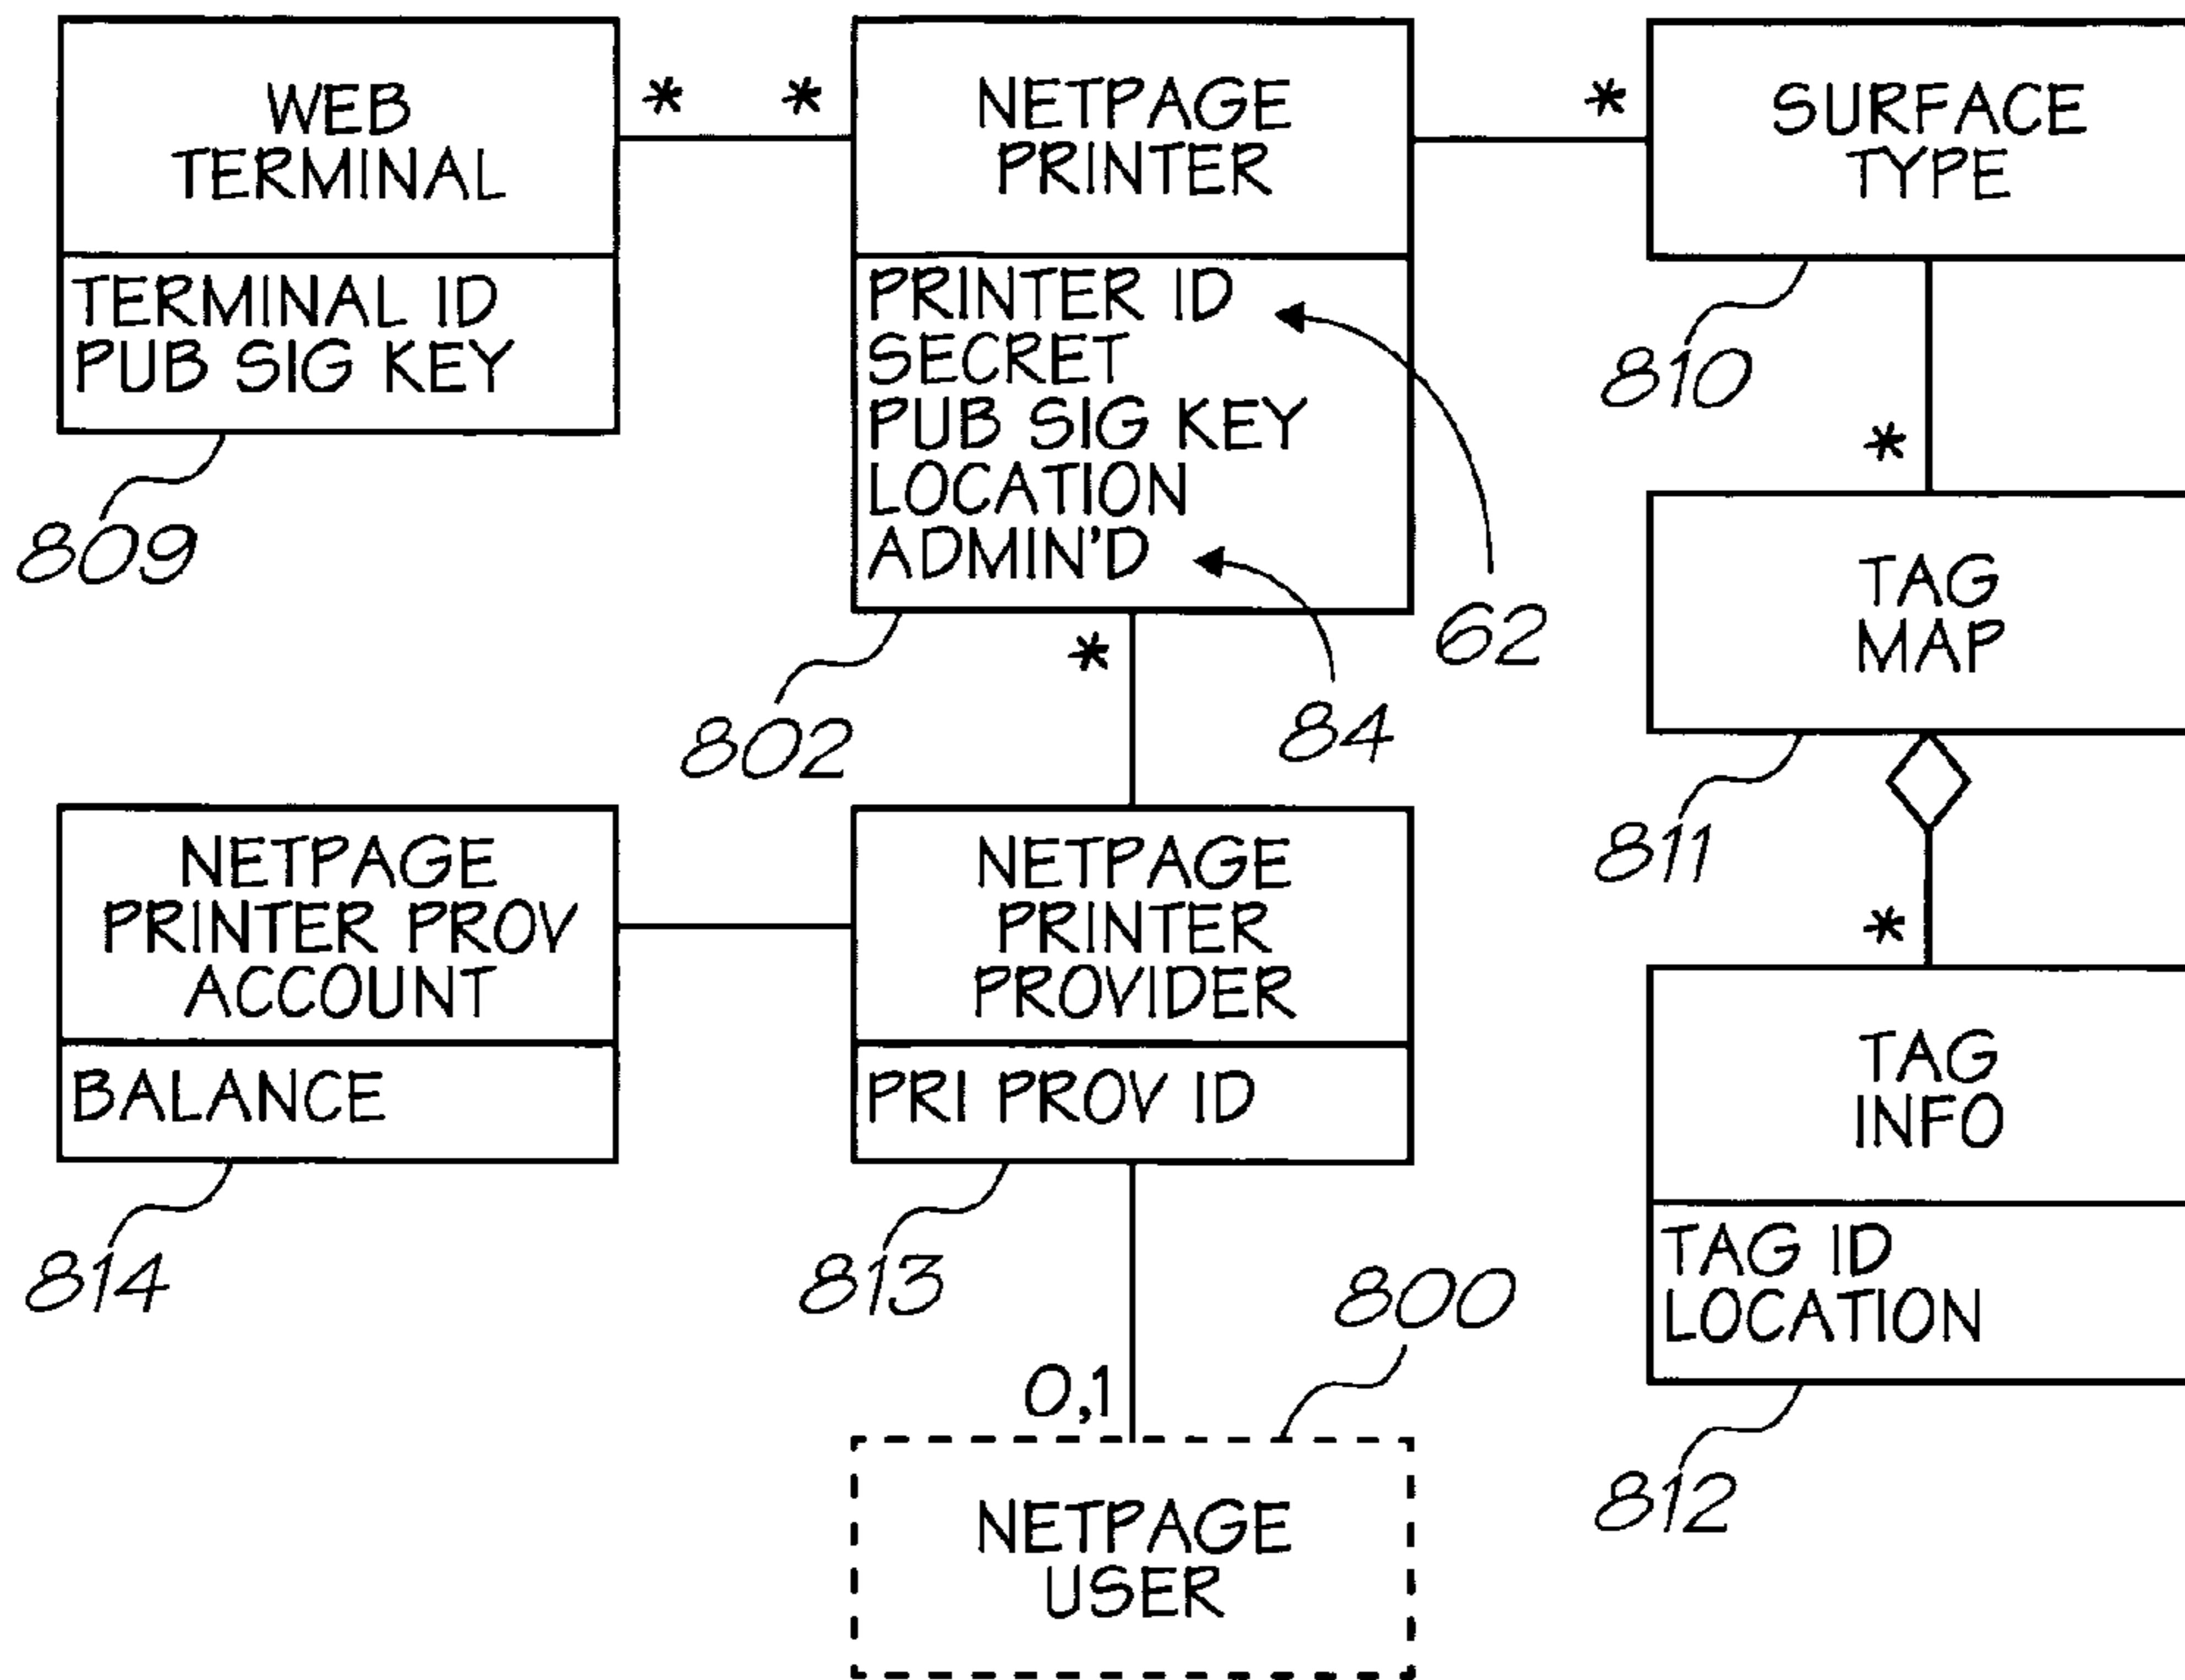 WEB
TERMINAL
*
*
NETPAGE
PRINTER
*
SURFACE
TYPE
TERMINAL ID
PUB SIG KEY
809
PRINTER ID
SECRET
PUB SIG KEY
LOCATION
ADMIN'D
62
84
802
*
810
*
TAG
MAP
811
*
NETPAGE
PRINTER PROV
ACCOUNT
BALANCE
814
NETPAGE
PRINTER
PROVIDER
PRI PROV ID
813
TAG
INFO
TAG ID
LOCATION
812
800
0,1
NETPAGE
USER